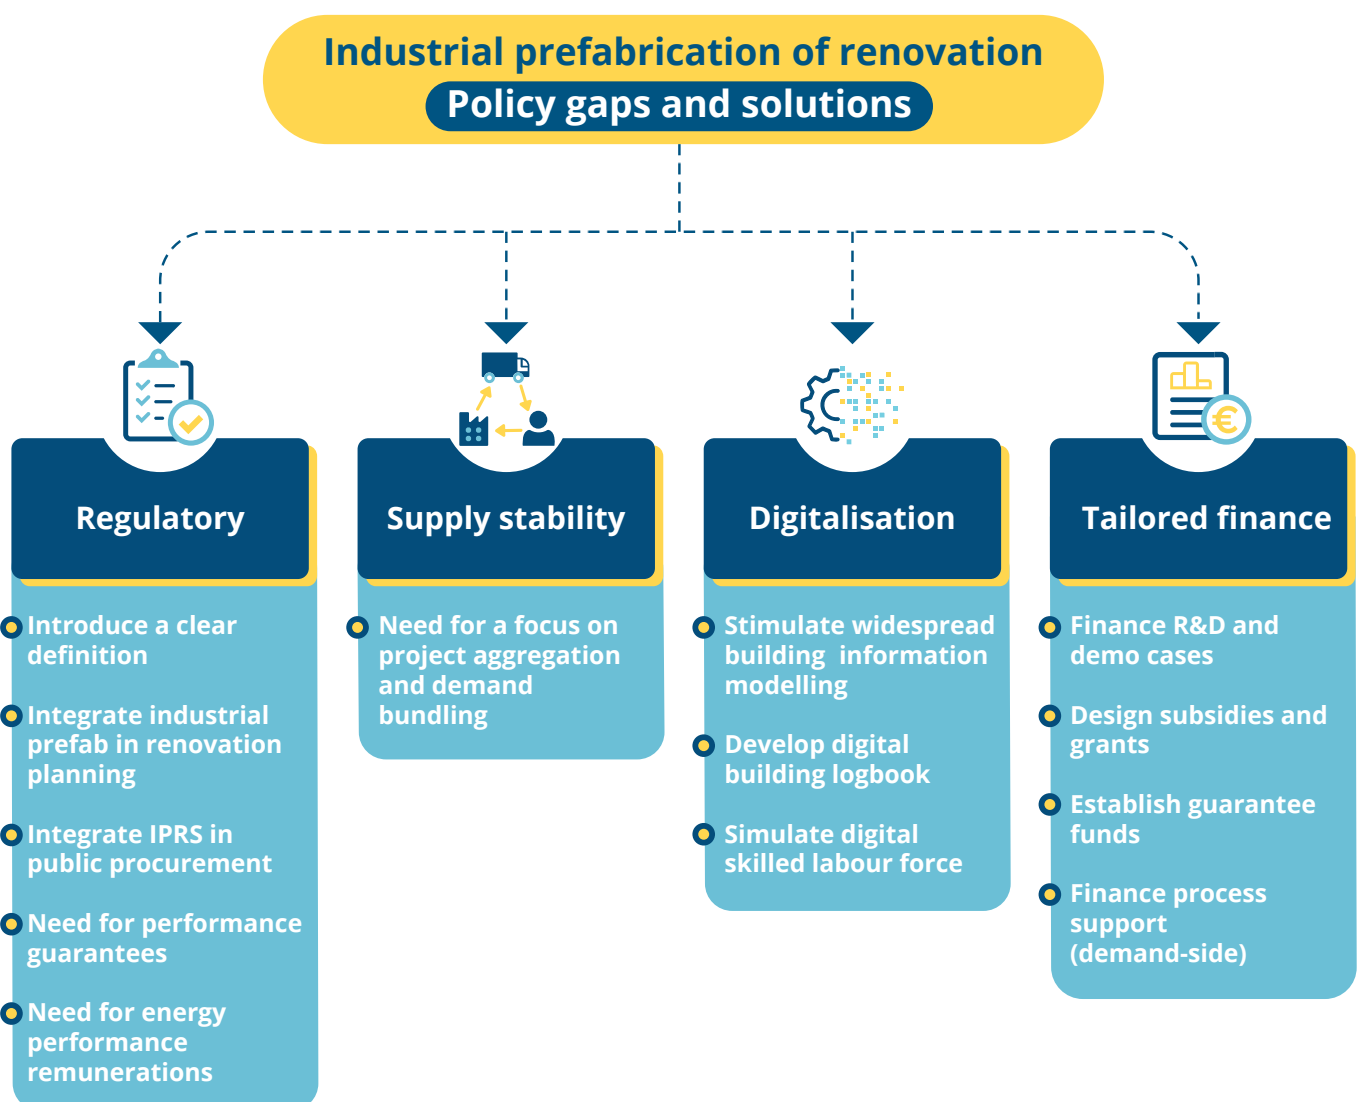 Industrial prefabrication of renovation
Policy gaps and solutions
Regulatory
Introduce a clear
definition
Integrate industrial
prefab in renovation
planning
Integrate IPRS in
public procurement
Need for performance
guarantees
Need for energy
performance
remunerations
Supply stability
Need for a focus on
project aggregation
and demand
bundling
Digitalisation
Stimulate widespread
building  information
modelling
Develop digital
building logbook
Simulate digital
skilled labour force
Tailored finance
Finance R&D and
demo cases
Design subsidies and
grants
Establish guarantee
funds
Finance process
support
(demand-side)
€